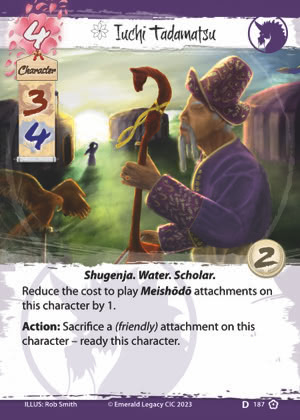 4
Iuchi Tadamatsu
Character
3
4
2
Shugenja. Water. Scholar.
Reduce the cost to play Meishōdō attachments on
this character by 1.
Action: Sacrifice a (friendly) attachment on this
character – ready this character.
ILLUS: Rob Smith © Emerald Legacy CIC 2023 D 187